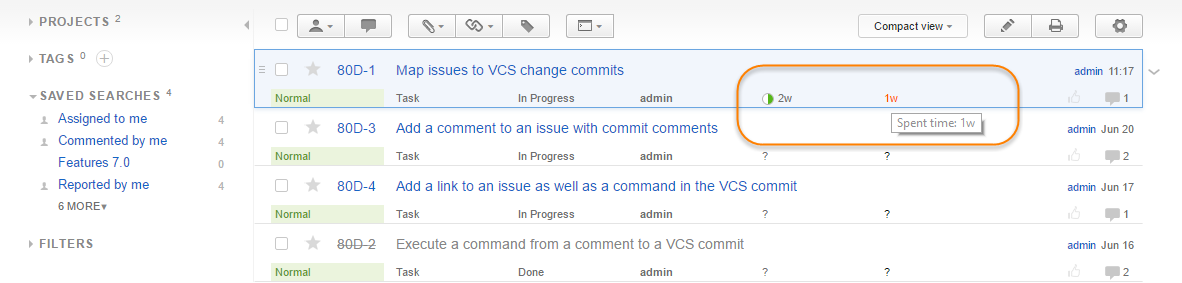 PROJECTS 2
TAGS 0
SAVED SEARCHES 4
Assigned to me 4
Commented by me 4
Features 7.0 0
Reported by me 4
6 MORE▾
FILTERS
Compact view
80D-1 Map issues to VCS change commits admin 11:17
Normal Task In Progress admin 2w 1w 1
Spent time: 1w
80D-3 Add a comment to an issue with commit comments admin Jun 20
Normal Task In Progress admin ? ? 2
80D-4 Add a link to an issue as well as a command in the VCS commit admin Jun 17
Normal Task In Progress admin ? ? 1
80D-2 Execute a command from a comment to a VCS commit admin Jun 16
Normal Task Done admin ? ? 2